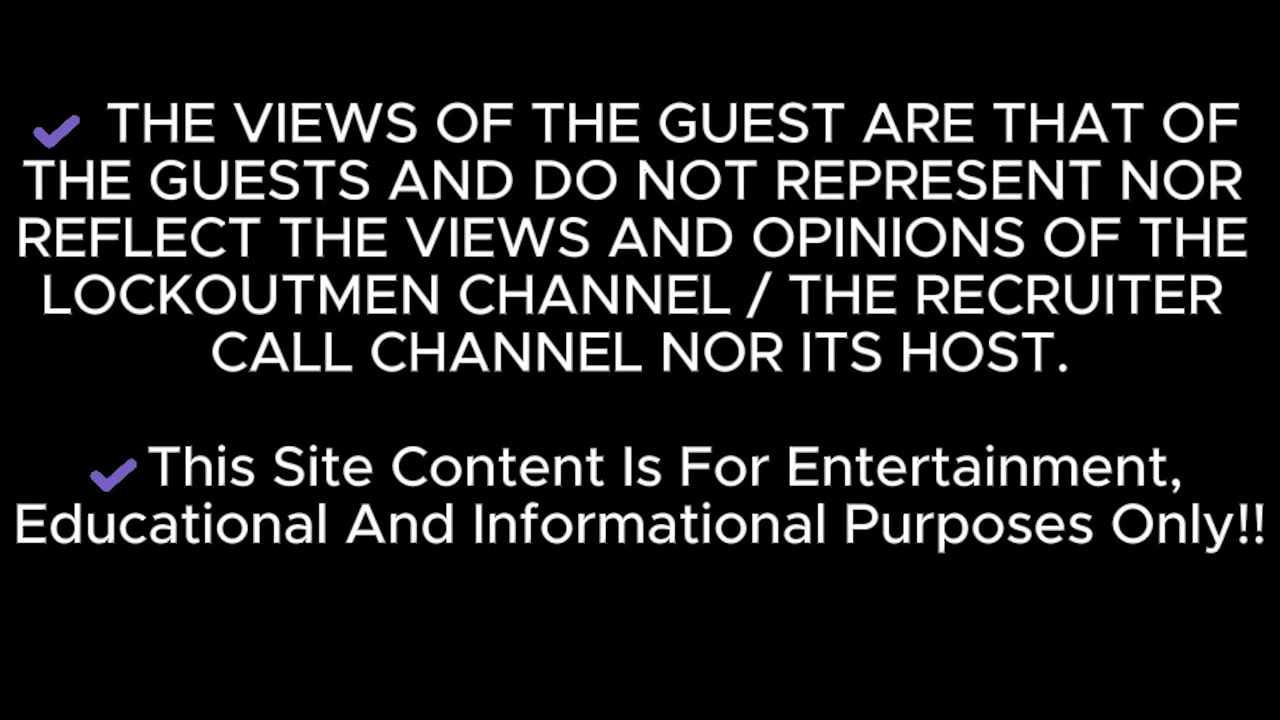 ✔ THE VIEWS OF THE GUEST ARE THAT OF
THE GUESTS AND DO NOT REPRESENT NOR
REFLECT THE VIEWS AND OPINIONS OF THE
LOCKOUTMEN CHANNEL / THE RECRUITER
CALL CHANNEL NOR ITS HOST.
✔ This Site Content Is For Entertainment,
Educational And Informational Purposes Only!!